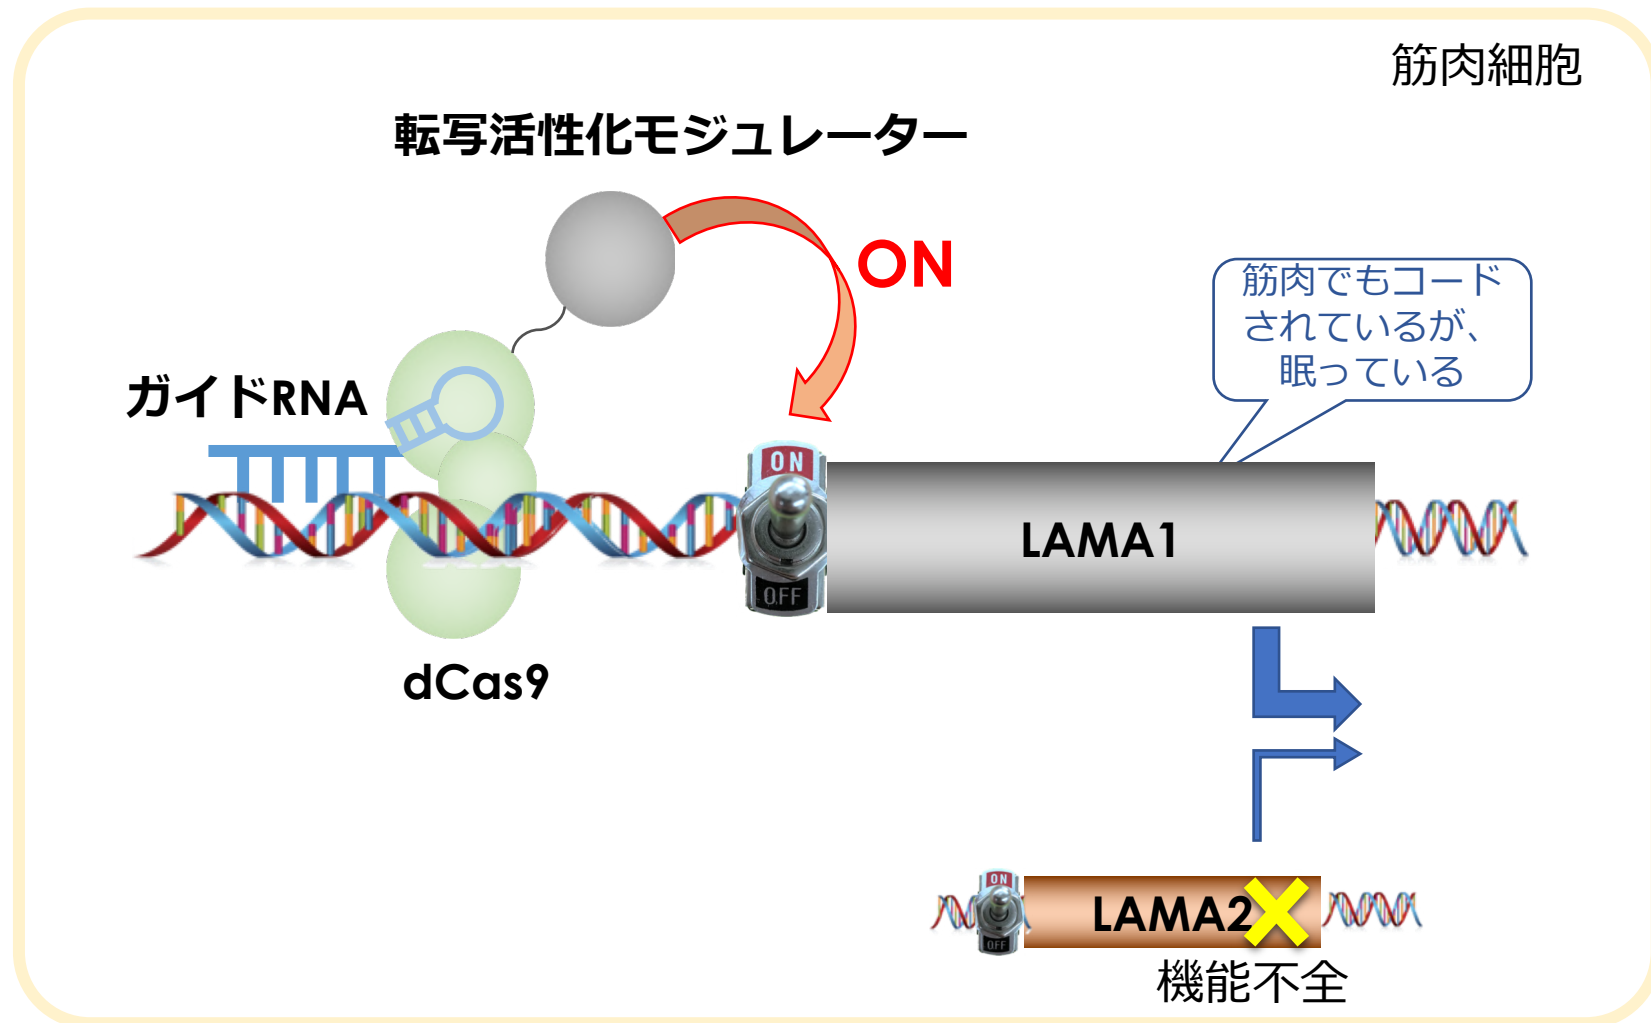 筋肉細胞
転写活性化モジュレーター
ON
筋肉でもコード
されているが、
眠っている
ガイドRNA
ON
OFF
LAMA1
dCas9
ON
OFF
LAMA2
機能不全